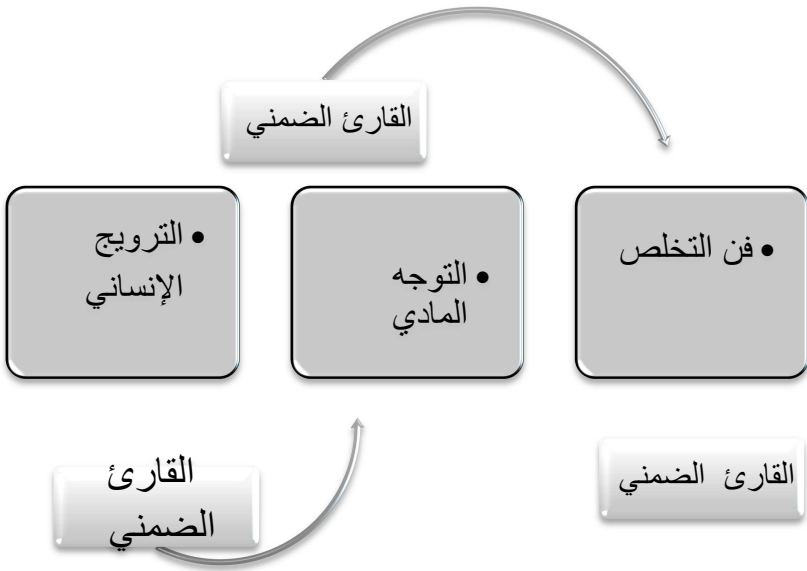 القارئ الضمني
• فن التخلص
• التوجه
المادي
• الترويج
الإنساني
القارئ الضمني
القارئ
الضمني